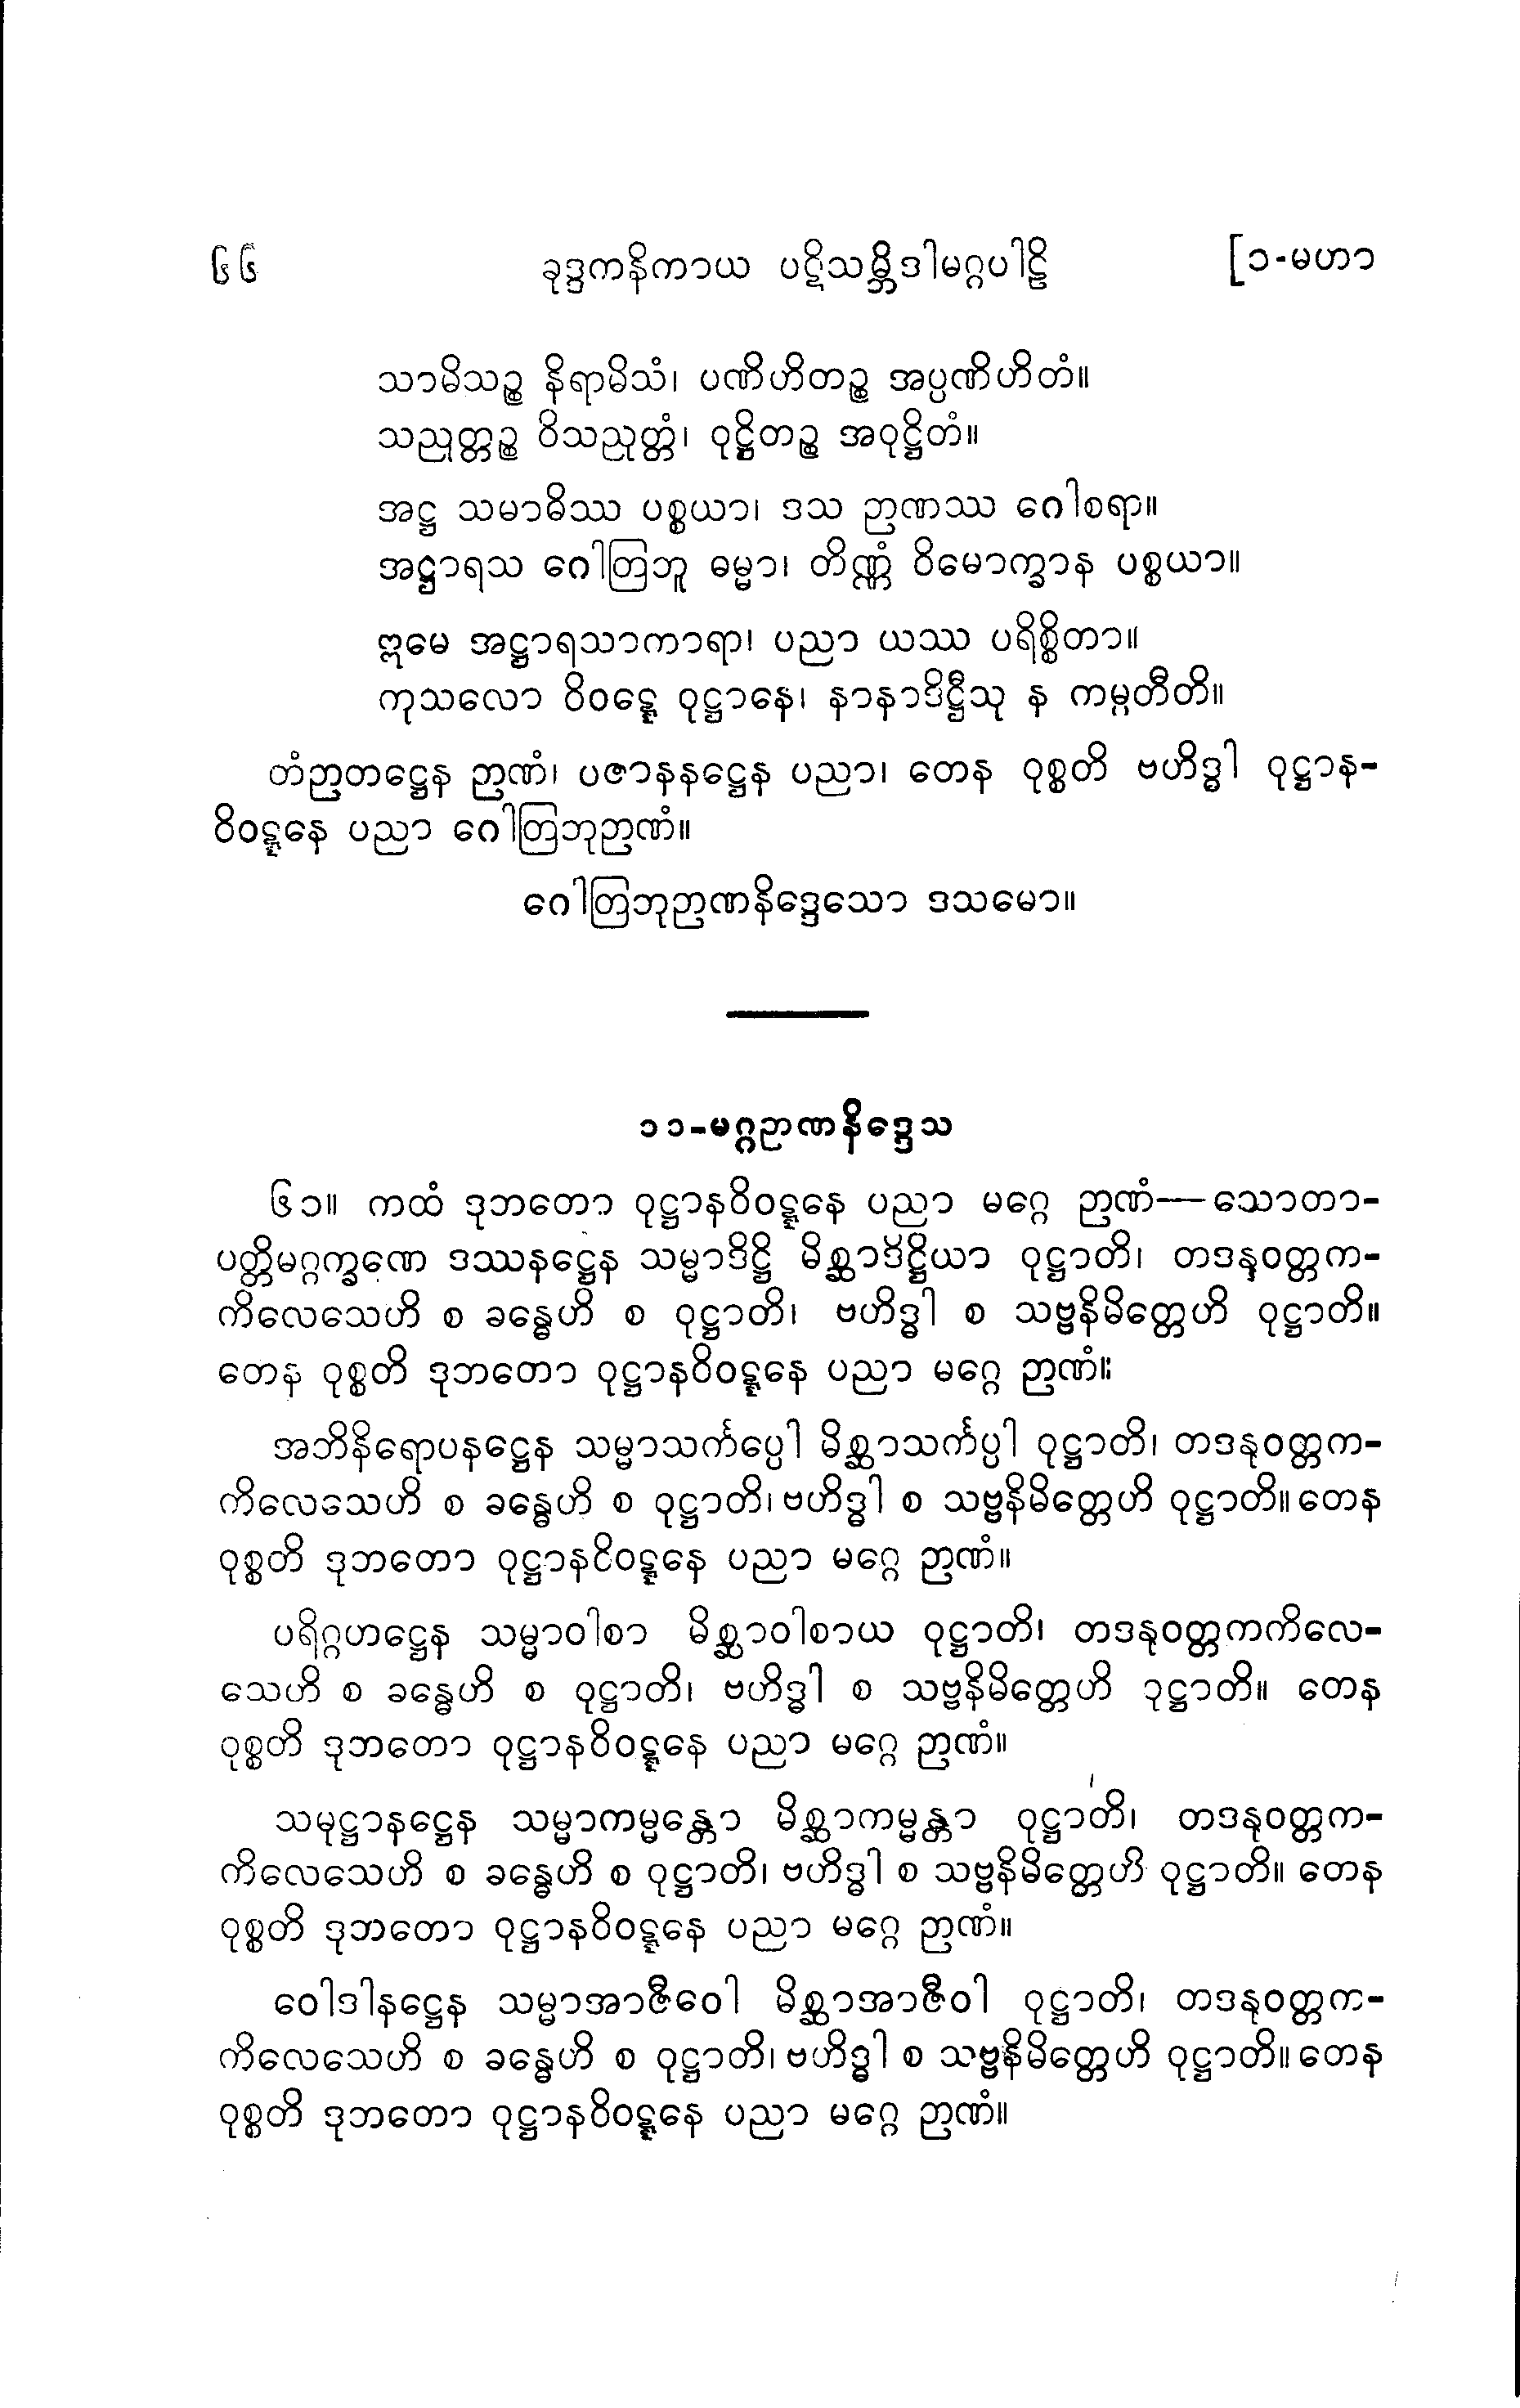 ၆၆ ခုဒ္ဒကနိကာယ ပဋိသမ္ဘိဒါမဂ္ဂပါဠိ [၁-မဟာ
သာမိသဉ္စ နိရာမိသံ၊ ပဏိဟိတဉ္စ အပ္ပဏိဟိတံ။
သညုတ္တဉ္စ ဝိသညုတ္တံ၊ ဝုဋ္ဌိတဉ္စ အဝုဋ္ဌိတံ။
အဋ္ဌ သမာဓိဿ ပစ္စယာ၊ ဒသ ဉာဏဿ ဂေါစရာ။
အဋ္ဌာရသ ဂေါတြဘူ ဓမ္မာ၊ တိဏ္ဏံ ဝိမောက္ခာန ပစ္စယာ။
ဣမေ အဋ္ဌာရသာကာရာ၊ ပညာ ယဿ ပရိစ္စိတာ။
ကုသလော ဝိဝဋ္ဋေ ဝုဋ္ဌာနေ၊ နာနာဒိဋ္ဌီသု န ကမ္ပတီတိ။
တံဉာတဋ္ဌေန ဉာဏံ၊ ပဇာနနဋ္ဌေန ပညာ၊ တေန ဝုစ္စတိ ဗဟိဒ္ဓါ ဝုဋ္ဌာန-
ဝိဝဋ္ဋနေ ပညာ ဂေါတြဘုဉာဏံ။
ဂေါတြဘုဉာဏနိဒ္ဒေသော ဒသမော။
၁၁-မဂ္ဂဉာဏနိဒ္ဒေသ
၆၁။ ကထံ ဒုဘတော ဝုဋ္ဌာနဝိဝဋ္ဋနေ ပညာ မဂ္ဂေ ဉာဏံ—သောတာ-
ပတ္တိမဂ္ဂက္ခဏေ ဒဿနဋ္ဌေန သမ္မာဒိဋ္ဌိ မိစ္ဆာဒိဋ္ဌိယာ ဝုဋ္ဌာတိ၊ တဒနုဝတ္တက-
ကိလေသေဟိ စ ခန္ဓေဟိ စ ဝုဋ္ဌာတိ၊ ဗဟိဒ္ဓါ စ သဗ္ဗနိမိတ္တေဟိ ဝုဋ္ဌာတိ။
တေန ဝုစ္စတိ ဒုဘတော ဝုဋ္ဌာနဝိဝဋ္ဋနေ ပညာ မဂ္ဂေ ဉာဏံ။
အဘိနိရောပနဋ္ဌေန သမ္မာသင်္ကပ္ပေါ မိစ္ဆာသင်္ကပ္ပါ ဝုဋ္ဌာတိ၊ တဒနုဝတ္တက-
ကိလေသေဟိ စ ခန္ဓေဟိ စ ဝုဋ္ဌာတိ၊ ဗဟိဒ္ဓါ စ သဗ္ဗနိမိတ္တေဟိ ဝုဋ္ဌာတိ။ တေန
ဝုစ္စတိ ဒုဘတော ဝုဋ္ဌာနဝိဝဋ္ဋနေ ပညာ မဂ္ဂေ ဉာဏံ။
ပရိဂ္ဂဟဋ္ဌေန သမ္မာဝါစာ မိစ္ဆာဝါစာယ ဝုဋ္ဌာတိ၊ တဒနုဝတ္တကကိလေ-
သေဟိ စ ခန္ဓေဟိ စ ဝုဋ္ဌာတိ၊ ဗဟိဒ္ဓါ စ သဗ္ဗနိမိတ္တေဟိ ဝုဋ္ဌာတိ။ တေန
ဝုစ္စတိ ဒုဘတော ဝုဋ္ဌာနဝိဝဋ္ဋနေ ပညာ မဂ္ဂေ ဉာဏံ။
သမုဋ္ဌာနဋ္ဌေန သမ္မာကမ္မန္တော မိစ္ဆာကမ္မန္တာ ဝုဋ္ဌာတိ၊ တဒနုဝတ္တက-
ကိလေသေဟိ စ ခန္ဓေဟိ စ ဝုဋ္ဌာတိ၊ ဗဟိဒ္ဓါ စ သဗ္ဗနိမိတ္တေဟိ ဝုဋ္ဌာတိ။ တေန
ဝုစ္စတိ ဒုဘတော ဝုဋ္ဌာနဝိဝဋ္ဋနေ ပညာ မဂ္ဂေ ဉာဏံ။
ဝေါဒါနဋ္ဌေန သမ္မာအာဇီဝေါ မိစ္ဆာအာဇီဝါ ဝုဋ္ဌာတိ၊ တဒနုဝတ္တက-
ကိလေသေဟိ စ ခန္ဓေဟိ စ ဝုဋ္ဌာတိ၊ ဗဟိဒ္ဓါ စ သဗ္ဗနိမိတ္တေဟိ ဝုဋ္ဌာတိ။ တေန
ဝုစ္စတိ ဒုဘတော ဝုဋ္ဌာနဝိဝဋ္ဋနေ ပညာ မဂ္ဂေ ဉာဏံ။